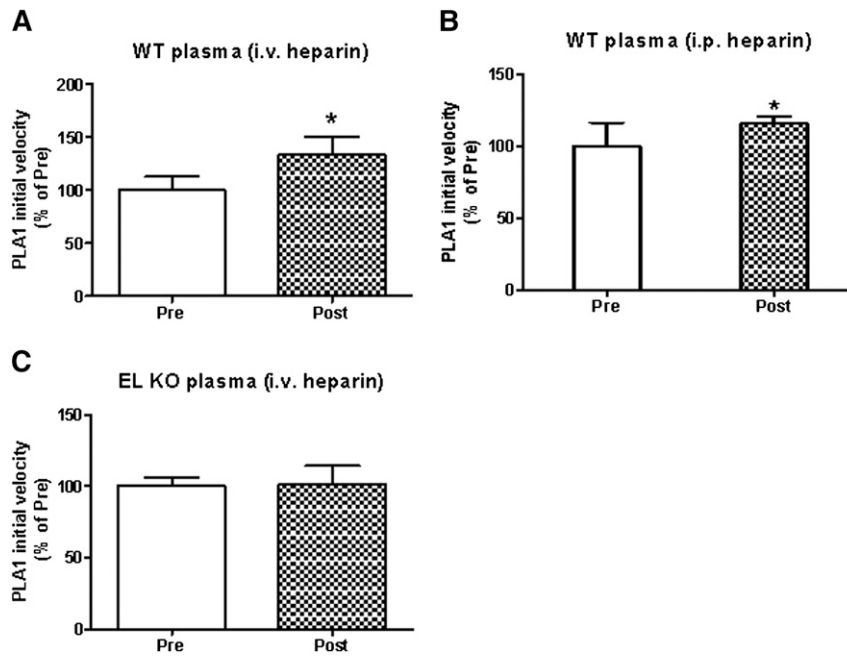 A
WT plasma (i.v. heparin)
PLA1 initial velocity
(% of Pre)
200
150
100
50
0
*
Pre
Post
B
WT plasma (i.p. heparin)
PLA1 initial velocity
(% of Pre)
150
100
50
0
*
Pre
Post
C
EL KO plasma (i.v. heparin)
PLA1 initial velocity
(% of Pre)
150
100
50
0
Pre
Post